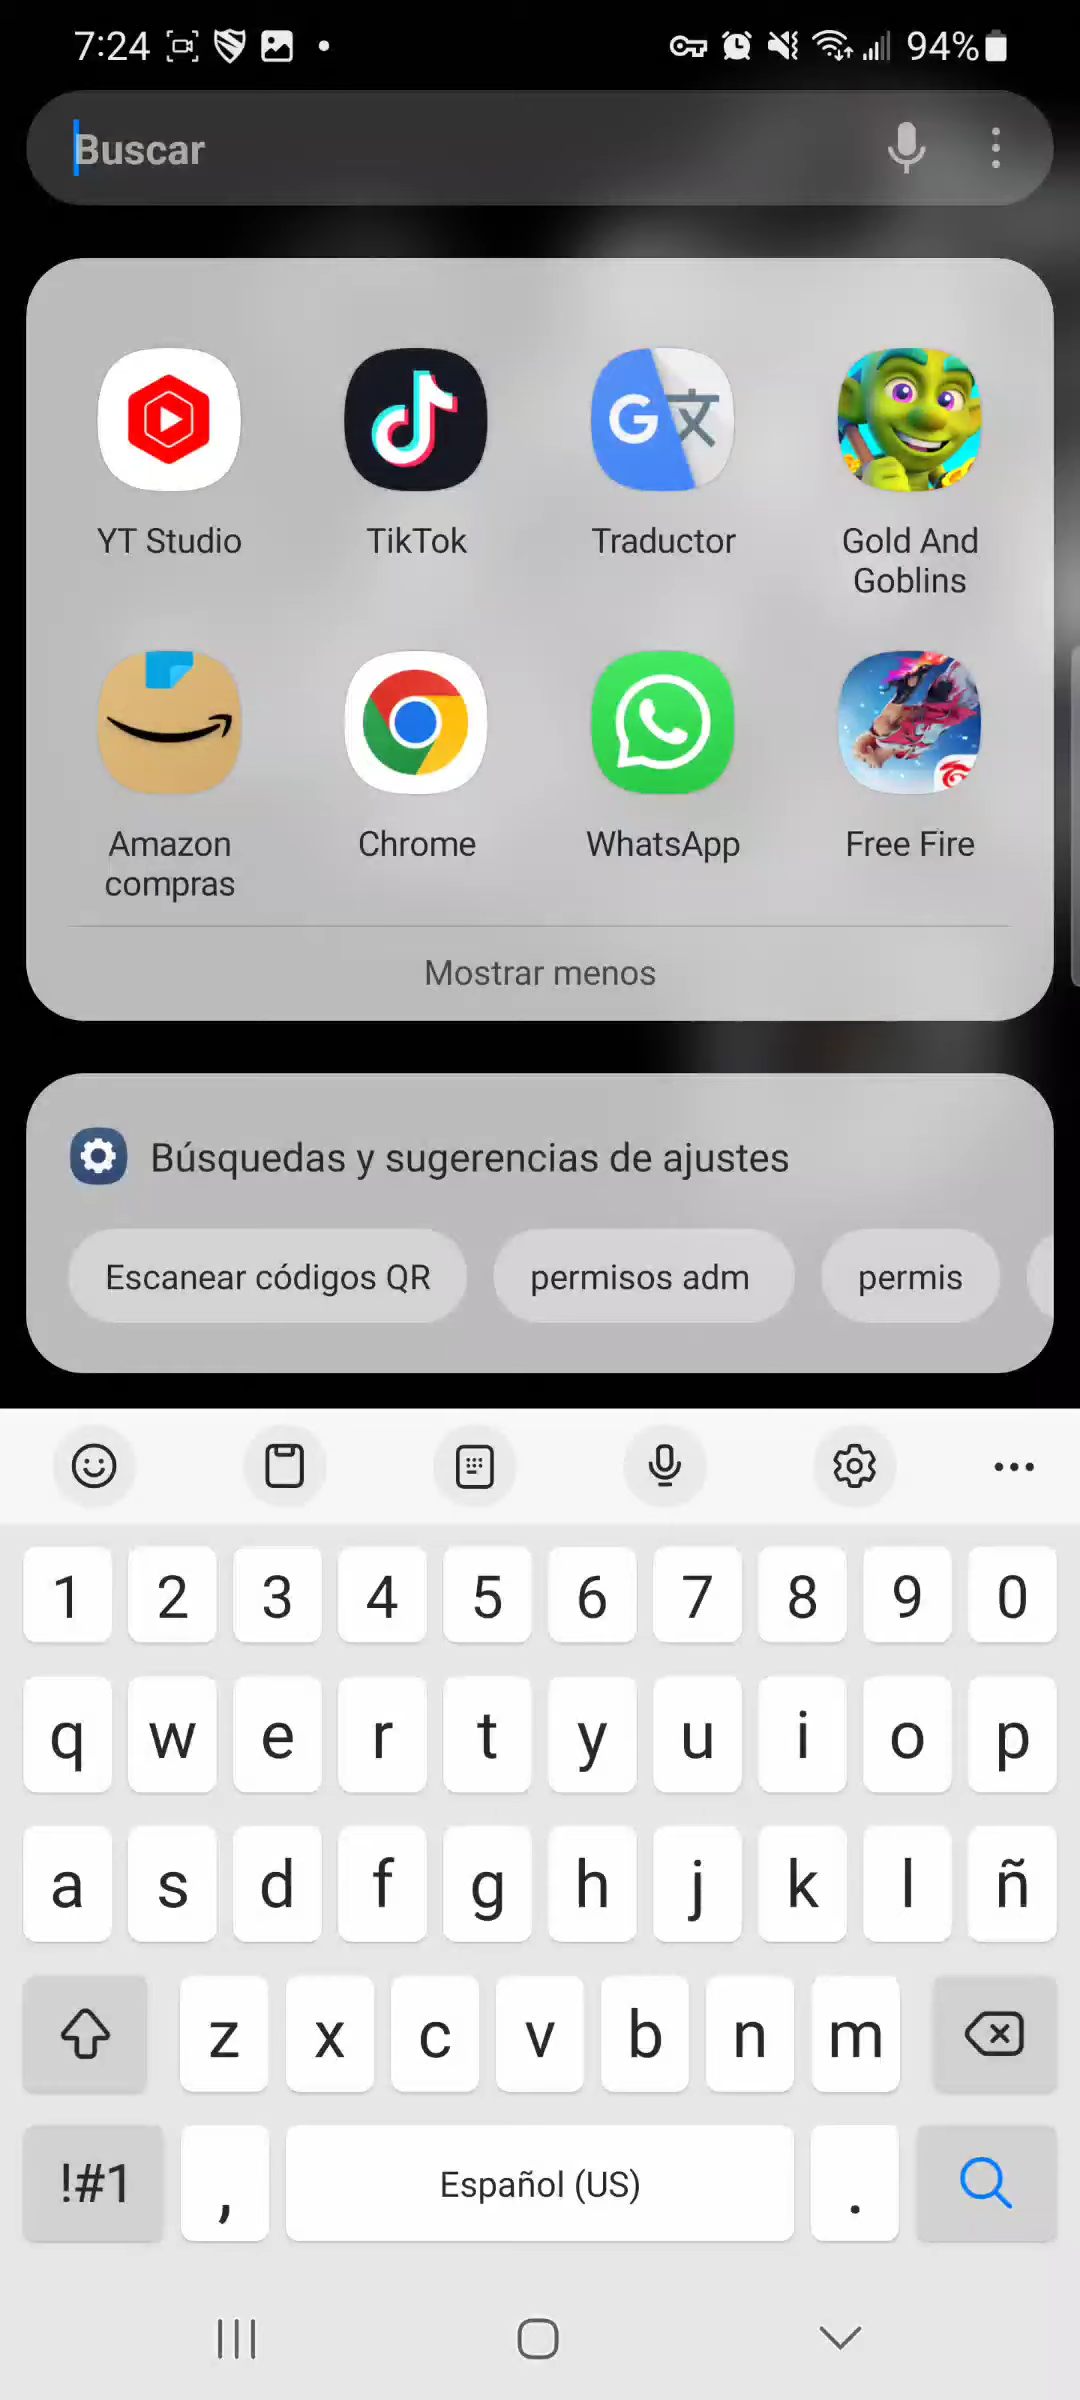 7:24
94%
Buscar
YT Studio
TikTok
Traductor
Gold And
Goblins
Amazon
compras
Chrome
WhatsApp
Free Fire
Mostrar menos
Búsquedas y sugerencias de ajustes
Escanear códigos QR
permisos adm
permis
1 2 3 4 5 6 7 8 9 0
q w e r t y u i o p
a s d f g h j k l ñ
z x c v b n m
!#1 , Español (US) .